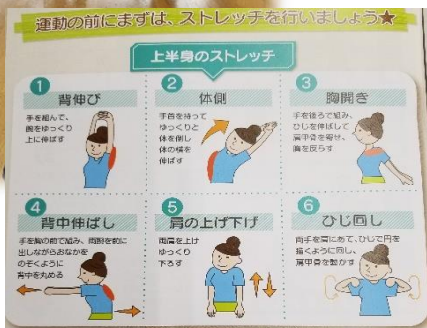 運動の前にまずは、ストレッチを行いましょう★
上半身のストレッチ
1
背伸び
手を組んで、
腕をゆっくり
上に伸ばす
2
体側
手首を持って
ゆっくりと
体を倒し
体の横を
伸ばす
3
胸開き
手を後ろで組み、
ひじを伸ばして
肩甲骨を寄せ、
胸を反らす
4
背中伸ばし
手を胸の前で組み、両腕を前に
出しながらおなかを
のぞくように
背中を丸める
5
肩の上げ下げ
両肩を上げ
ゆっくり
下ろす
6
ひじ回し
両手を肩にあて、ひじで円を
描くように回し、
肩甲骨を動かす